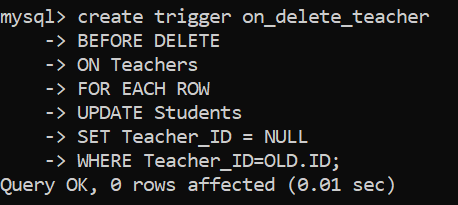 mysql> create trigger on_delete_teacher
    -> BEFORE DELETE
    -> ON Teachers
    -> FOR EACH ROW
    -> UPDATE Students
    -> SET Teacher_ID = NULL
    -> WHERE Teacher_ID=OLD.ID;
Query OK, 0 rows affected (0.01 sec)